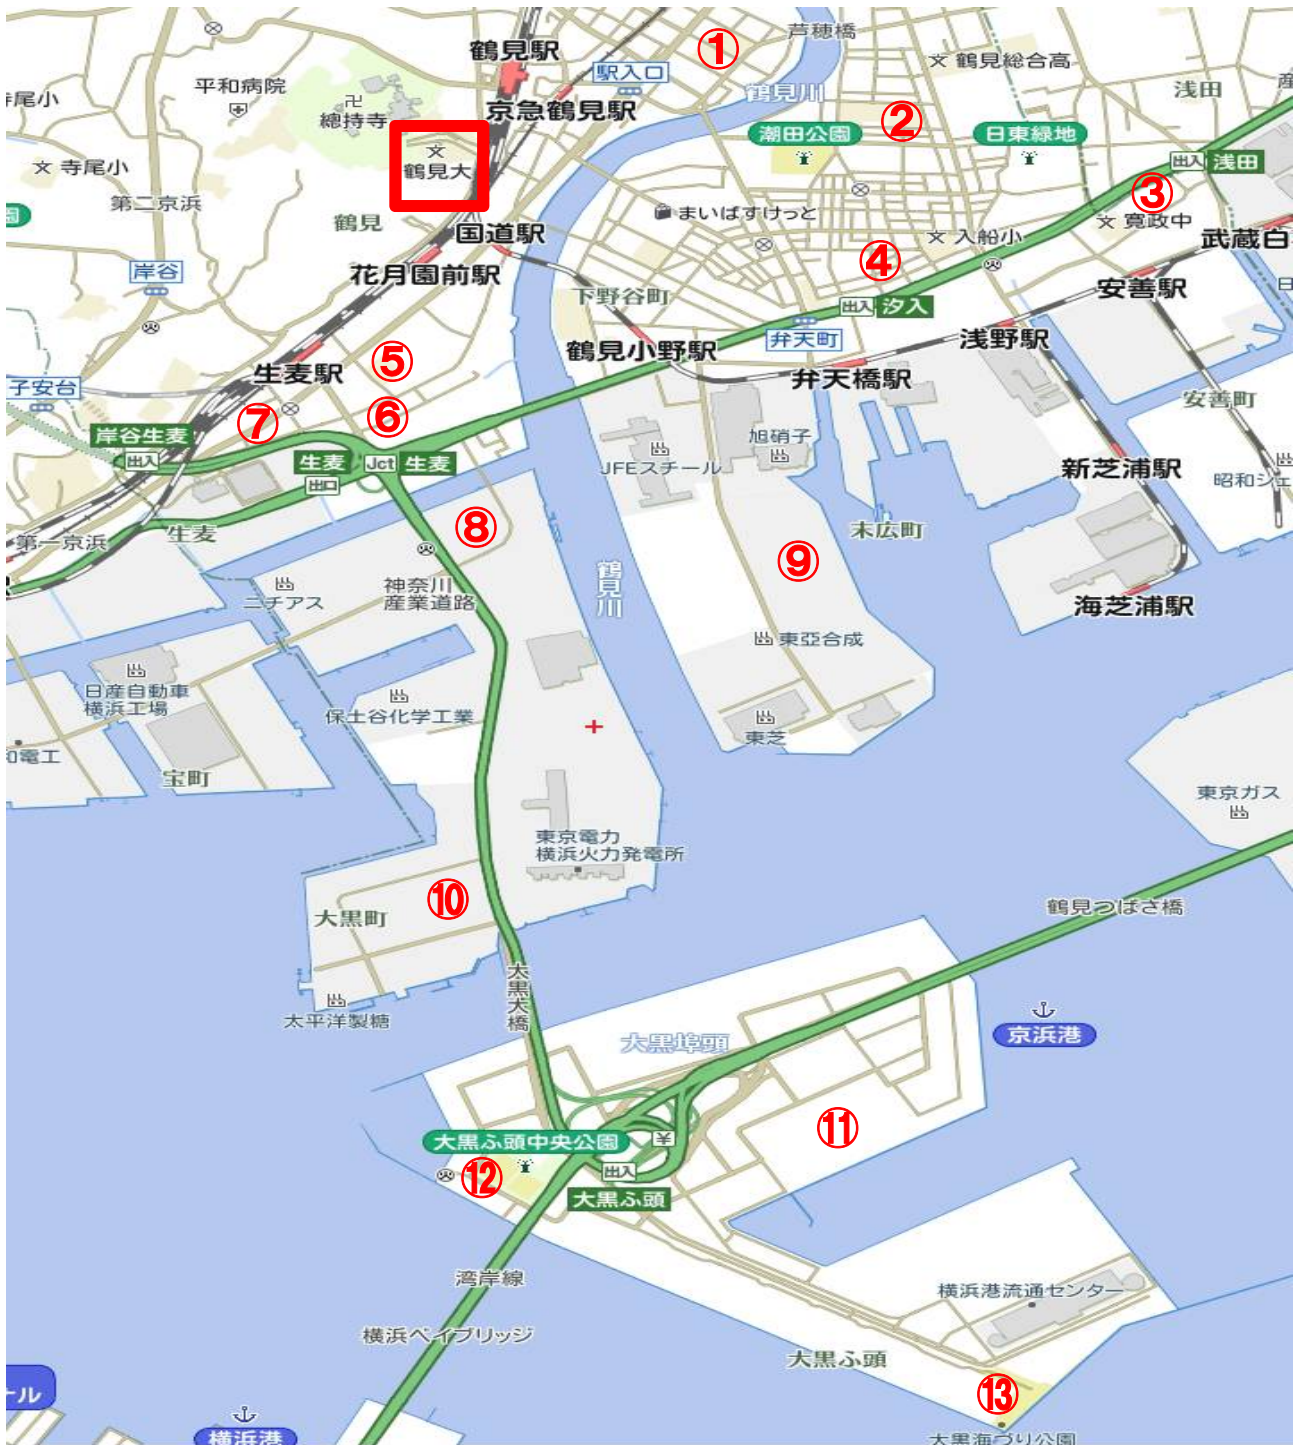 鶴見駅
①
芦穂橋
平和病院
駅入口
鶴見総合高
浅田
寺尾小
總持寺
京急鶴見駅
鶴見川
②
潮田公園
日東緑地
出入
浅田
鶴見大
寺尾小
第二京浜
鶴見
まいばすけっと
③
寛政中
国道駅
入船小
④
武蔵白
岸谷
花月園前駅
下野谷町
出入
汐入
安善駅
鶴見小野駅
弁天町
浅野駅
⑤
生麦駅
弁天橋駅
子安台
⑥
⑦
安善町
岸谷生麦
出入
生麦
出口
Jct
生麦
旭硝子
JFEスチール
新芝浦駅
昭和シェ
生麦
第一京浜
⑧
末広町
⑨
鶴見川
神奈川
産業道路
ニチアス
海芝浦駅
東亞合成
日産自動車
横浜工場
保土谷化学工業
東芝
電工
宝町
東京ガス
東京電力
横浜火力発電所
⑩
大黒町
鶴見つばさ橋
大黒大橋
太平洋製糖
大黒埠頭
京浜港
⑪
大黒ふ頭中央公園
⑫
出入
大黒ふ頭
湾岸線
横浜港流通センター
横浜ベイブリッジ
大黒ふ頭
⑬
ール
横浜港
大黒海づり公園